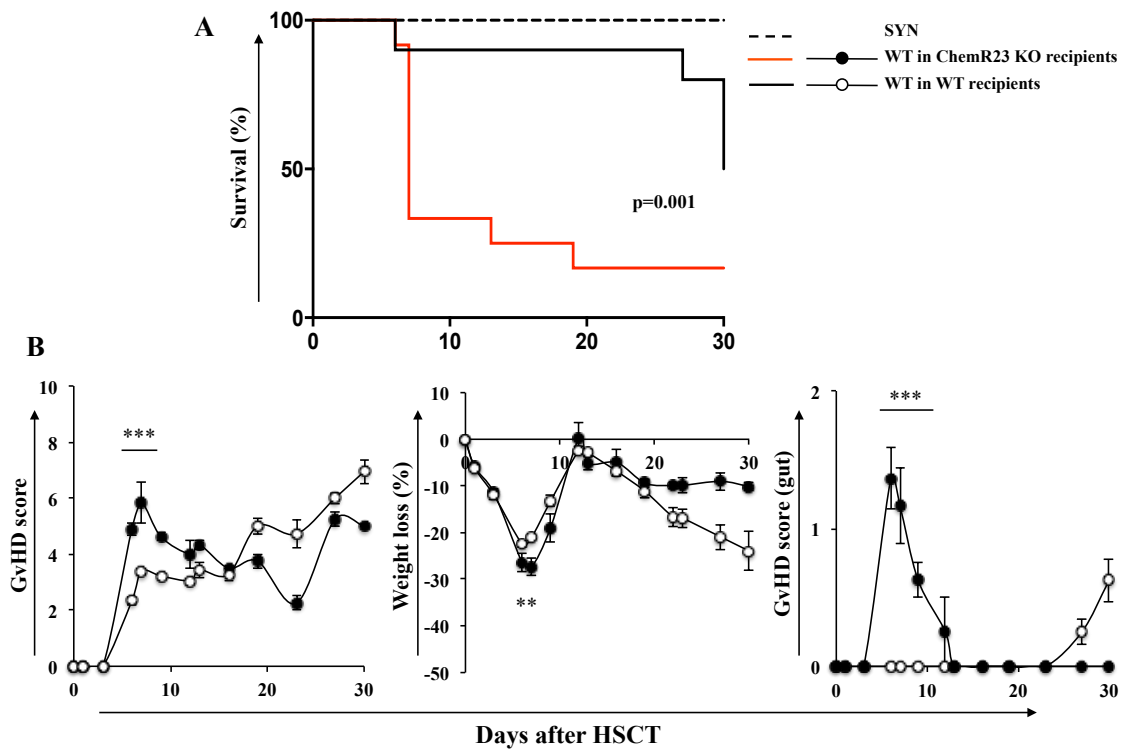 A
100
50
0
Survival (%)
0 10 20 30
p=0.001
SYN
WT in ChemR23 KO recipients
WT in WT recipients
B
10
8
6
4
2
0
GvHD score
0 10 20 30
***
10
0
-10
-20
-30
-40
-50
Weight loss (%)
0 10 20 30
**
2
1
0
GvHD score (gut)
0 10 20 30
***
Days after HSCT